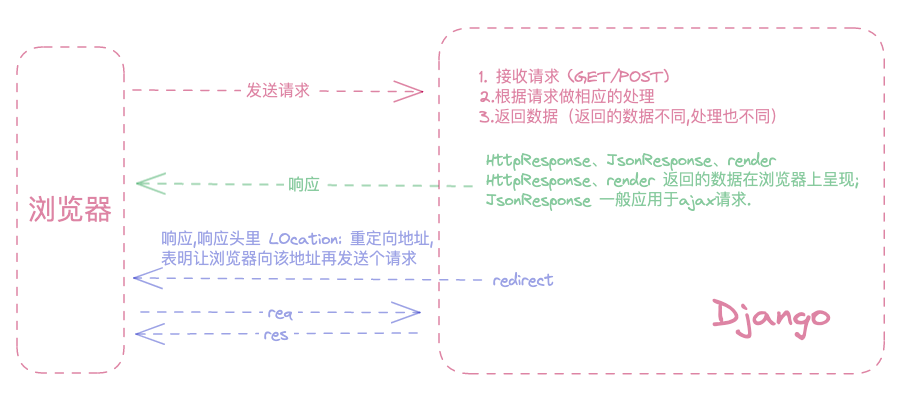 浏览器
发送请求
1. 接收请求 (GET/POST)
2.根据请求做相应的处理
3.返回数据（返回的数据不同,处理也不同）
响应
HttpResponse、JsonResponse、render
HttpResponse、render 返回的数据在浏览器上呈现;
JsonResponse 一般应用于ajax请求.
响应,响应头里 LOcation: 重定向地址,
表明让浏览器向该地址再发送个请求
redirect
req
res
Django